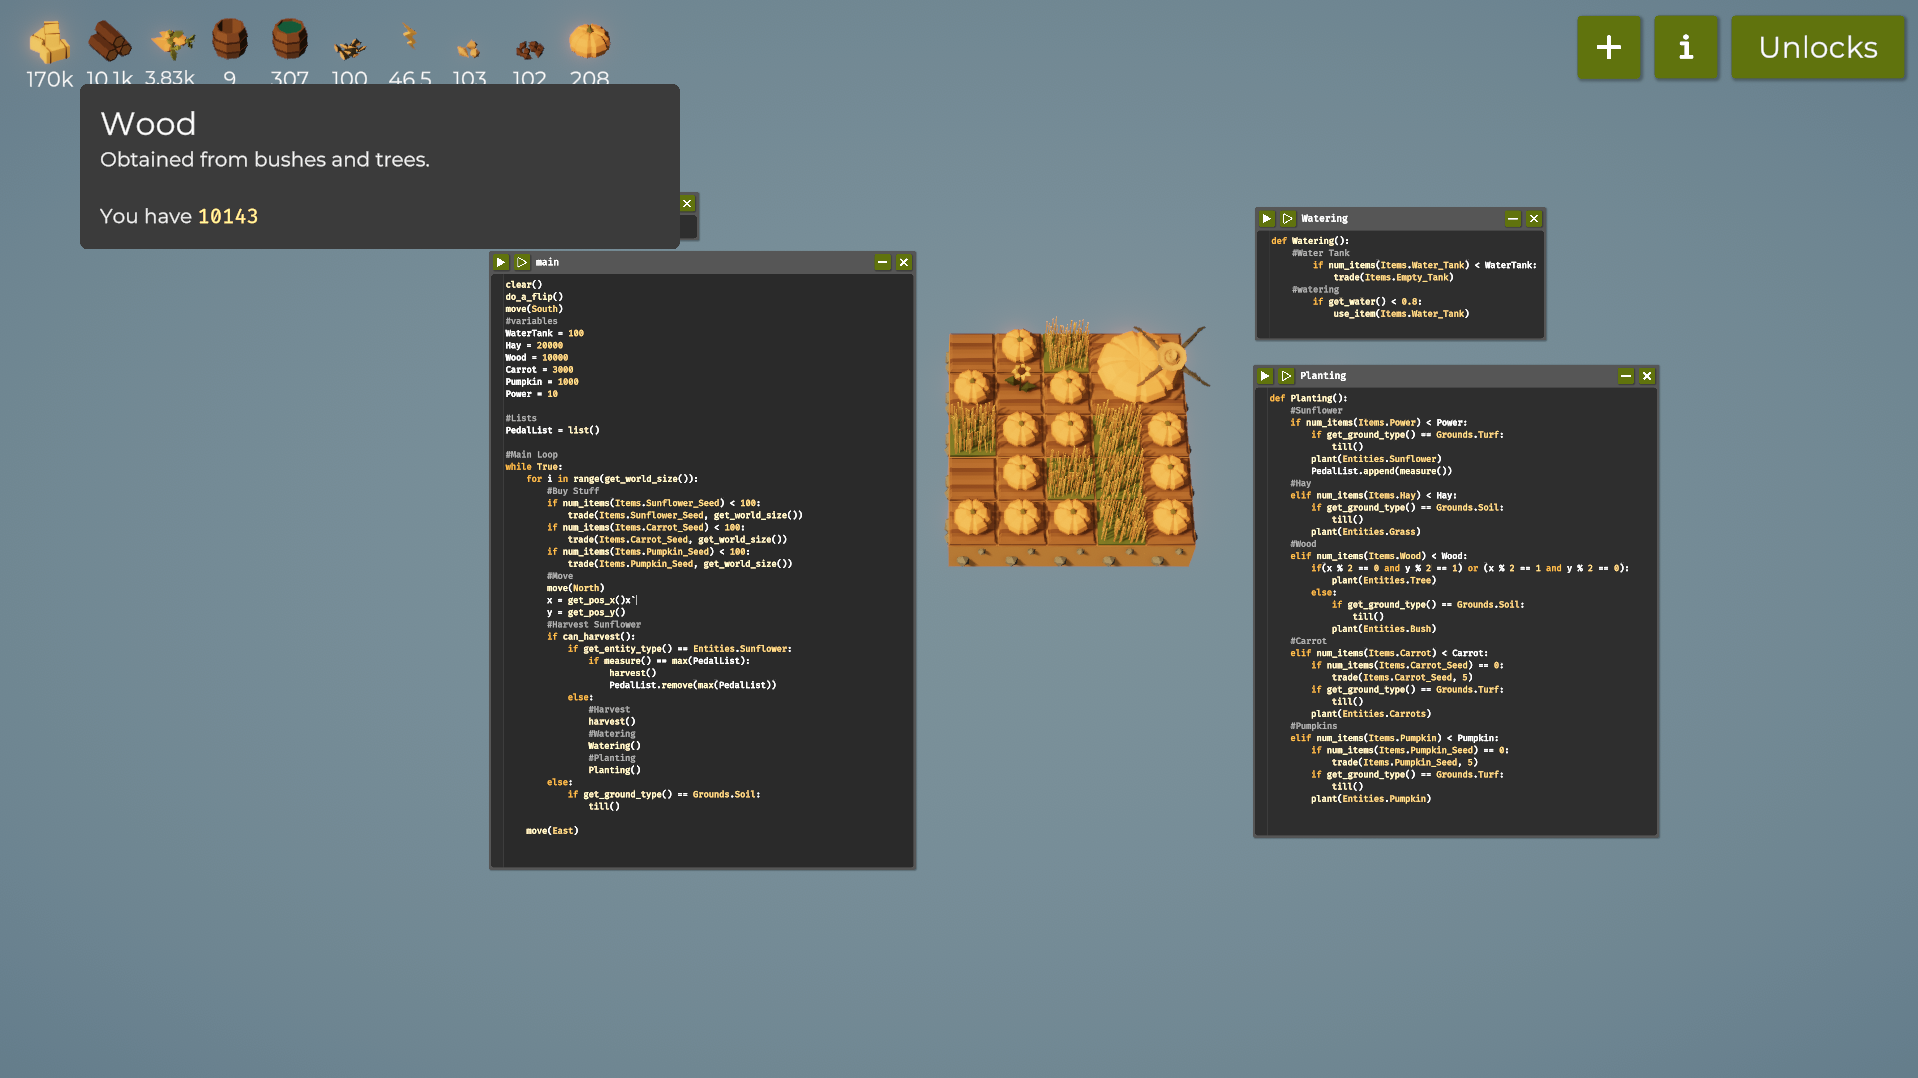 170k 10.1k 3.83k 9 307 100 46.5 103 102 208
+ i Unlocks
Wood
Obtained from bushes and trees.
You have 10143
main
clear()
do_a_flip()
move(South)
#variables
WaterTank = 100
Hay = 20000
Wood = 10000
Carrot = 3000
Pumpkin = 1000
Power = 10
#Lists
PedalList = list()
#Main Loop
while True:
for i in range(get_world_size()):
#Buy Stuff
if num_items(Items.Sunflower_Seed) < 100:
trade(Items.Sunflower_Seed, get_world_size())
if num_items(Items.Carrot_Seed) < 100:
trade(Items.Carrot_Seed, get_world_size())
if num_items(Items.Pumpkin_Seed) < 100:
trade(Items.Pumpkin_Seed, get_world_size())
#Move
move(North)
x = get_pos_x()x`
y = get_pos_y()
#Harvest Sunflower
if can_harvest():
if get_entity_type() == Entities.Sunflower:
if measure() == max(PedalList):
harvest()
PedalList.remove(max(PedalList))
else:
#Harvest
harvest()
#Watering
Watering()
#Planting
Planting()
else:
if get_ground_type() == Grounds.Soil:
till()
move(East)
Watering
def Watering():
#Water Tank
if num_items(Items.Water_Tank) < WaterTank:
trade(Items.Empty_Tank)
#watering
if get_water() < 0.8:
use_item(Items.Water_Tank)
Planting
def Planting():
#Sunflower
if num_items(Items.Power) < Power:
if get_ground_type() == Grounds.Turf:
till()
plant(Entities.Sunflower)
PedalList.append(measure())
#Hay
elif num_items(Items.Hay) < Hay:
if get_ground_type() == Grounds.Soil:
till()
plant(Entities.Grass)
#Wood
elif num_items(Items.Wood) < Wood:
if(x % 2 == 0 and y % 2 == 1) or (x % 2 == 1 and y % 2 == 0):
plant(Entities.Tree)
else:
if get_ground_type() == Grounds.Soil:
till()
plant(Entities.Bush)
#Carrot
elif num_items(Items.Carrot) < Carrot:
if num_items(Items.Carrot_Seed) == 0:
trade(Items.Carrot_Seed, 5)
if get_ground_type() == Grounds.Turf:
till()
plant(Entities.Carrots)
#Pumpkins
elif num_items(Items.Pumpkin) < Pumpkin:
if num_items(Items.Pumpkin_Seed) == 0:
trade(Items.Pumpkin_Seed, 5)
if get_ground_type() == Grounds.Turf:
till()
plant(Entities.Pumpkin)